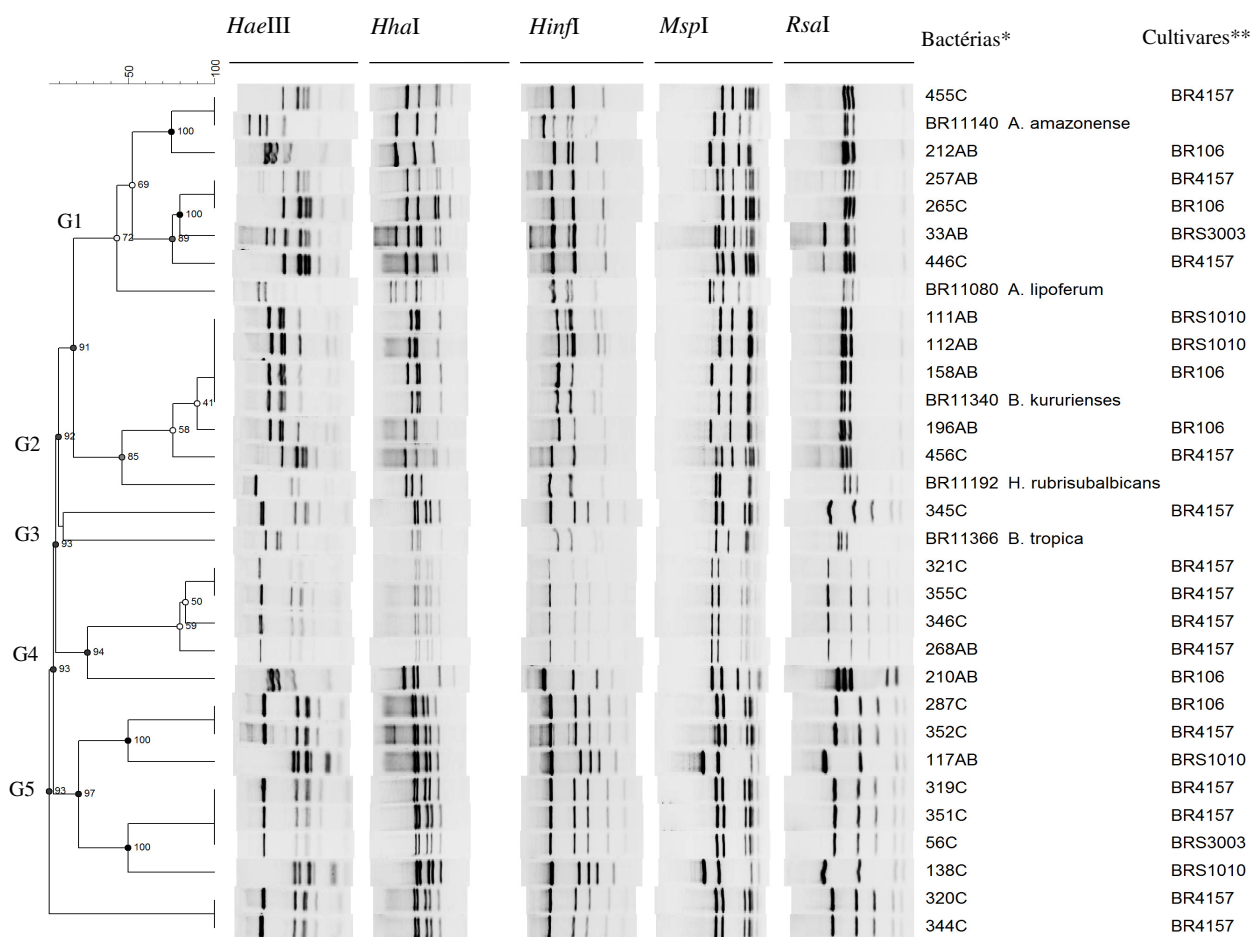 HaeIII HhaI HinfI MspI RsaI Bactérias* Cultivares**
50 100
455C BR4157
BR11140 A. amazonense
100
212AB BR106
257AB BR4157
69
265C BR106
100
G1
33AB BRS3003
72 89
446C BR4157
BR11080 A. lipoferum
111AB BRS1010
112AB BRS1010
91
158AB BR106
BR11340 B. kururienses
41
196AB BR106
58
G2 92
456C BR4157
85
BR11192 H. rubrisubalbicans
345C BR4157
G3
BR11366 B. tropica
93
321C BR4157
355C BR4157
50
346C BR4157
59
268AB BR4157
G4 94
210AB BR106
93
287C BR106
352C BR4157
100
117AB BRS1010
319C BR4157
G5 93 97
351C BR4157
56C BRS3003
100
138C BRS1010
320C BR4157
344C BR4157